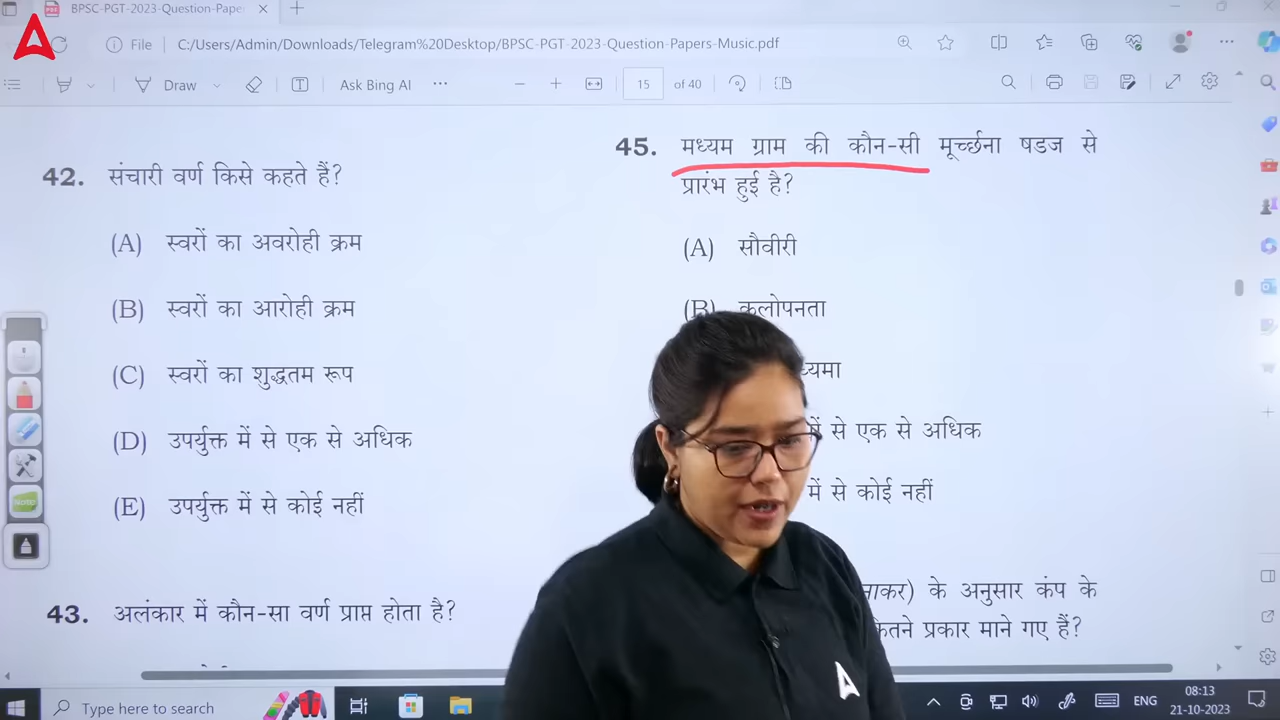 BPSC-PGT-2023-Question-Pape
File
C:/Users/Admin/Downloads/Telegram%20Desktop/BPSC-PGT-2023-Question-Papers-Music.pdf
Draw
Ask Bing AI
15
of 40
42. संचारी वर्ण किसे कहते हैं?
(A) स्वरों का अवरोही क्रम
(B) स्वरों का आरोही क्रम
(C) स्वरों का शुद्धतम रूप
(D) उपर्युक्त में से एक से अधिक
(E) उपर्युक्त में से कोई नहीं
43. अलंकार में कौन-सा वर्ण प्राप्त होता है?
45. मध्यम ग्राम की कौन-सी मूर्च्छना षडज से
प्रारंभ हुई है?
(A) सौवीरी
(B) कलोपनता
में से एक से अधिक
में से कोई नहीं
के अनुसार कंप के
कितने प्रकार माने गए हैं?
Type here to search
ENG
08:13
21-10-2023